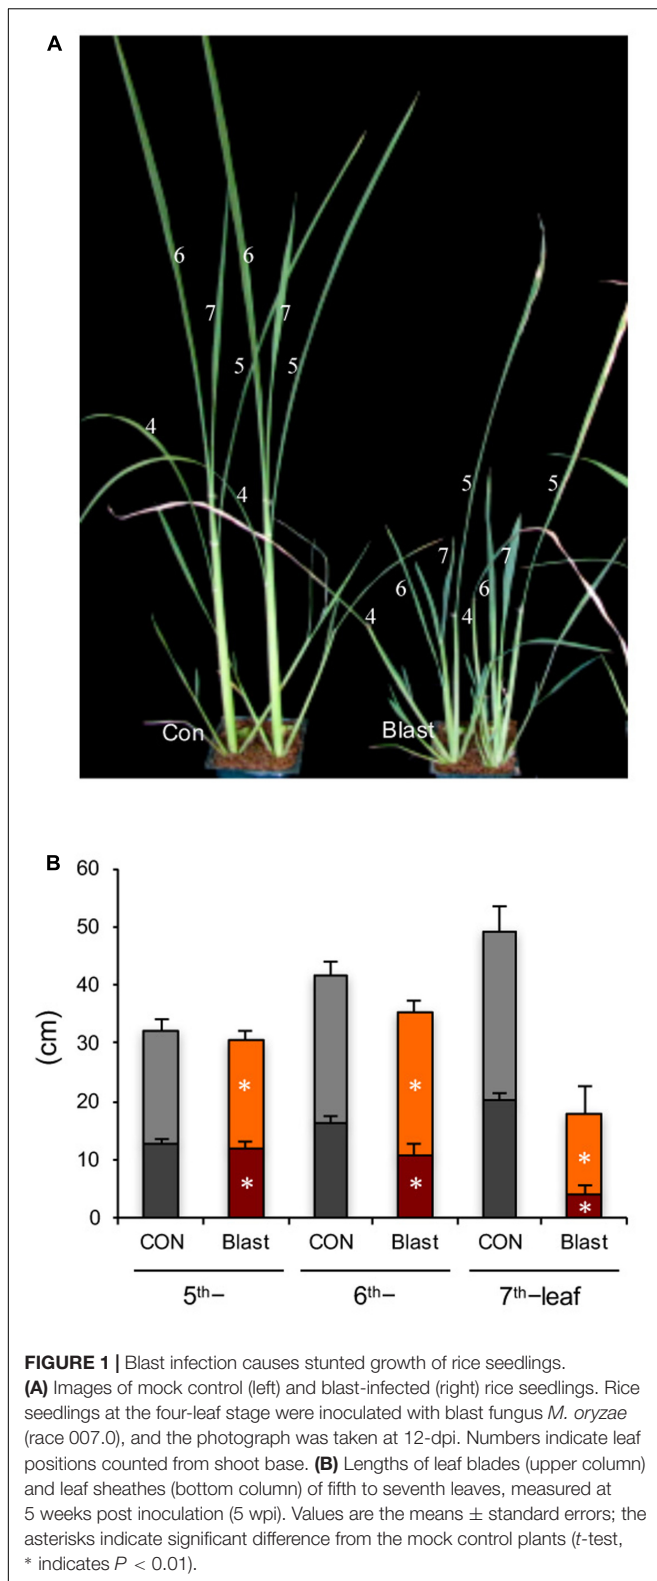 A
6
6
7
7
5
5
4
4
5
5
7
7
6
6
4
4
Con
Blast
B
60
50
40
30
20
10
0
(cm)
*
*
*
*
*
*
CON
Blast
CON
Blast
CON
Blast
5th–
6th–
7th–leaf
FIGURE 1 | Blast infection causes stunted growth of rice seedlings.
(A) Images of mock control (left) and blast-infected (right) rice seedlings. Rice
seedlings at the four-leaf stage were inoculated with blast fungus M. oryzae
(race 007.0), and the photograph was taken at 12-dpi. Numbers indicate leaf
positions counted from shoot base. (B) Lengths of leaf blades (upper column)
and leaf sheathes (bottom column) of fifth to seventh leaves, measured at
5 weeks post inoculation (5 wpi). Values are the means ± standard errors; the
asterisks indicate significant difference from the mock control plants (t-test,
* indicates P < 0.01).